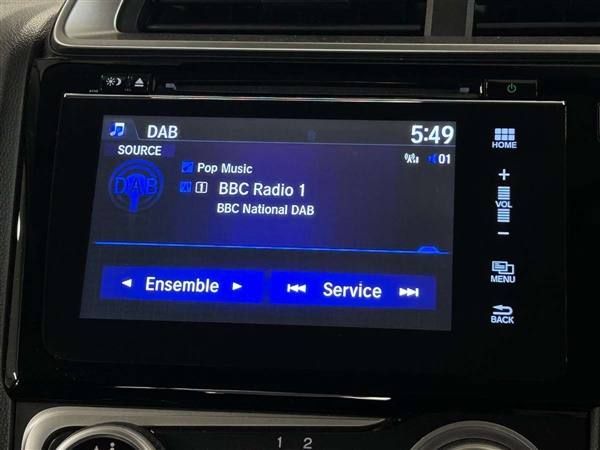 DAB
5:49
SOURCE
01
Pop Music
DAB
BBC Radio 1
BBC National DAB
Ensemble
Service
HOME
+
VOL
−
MENU
BACK
1 2